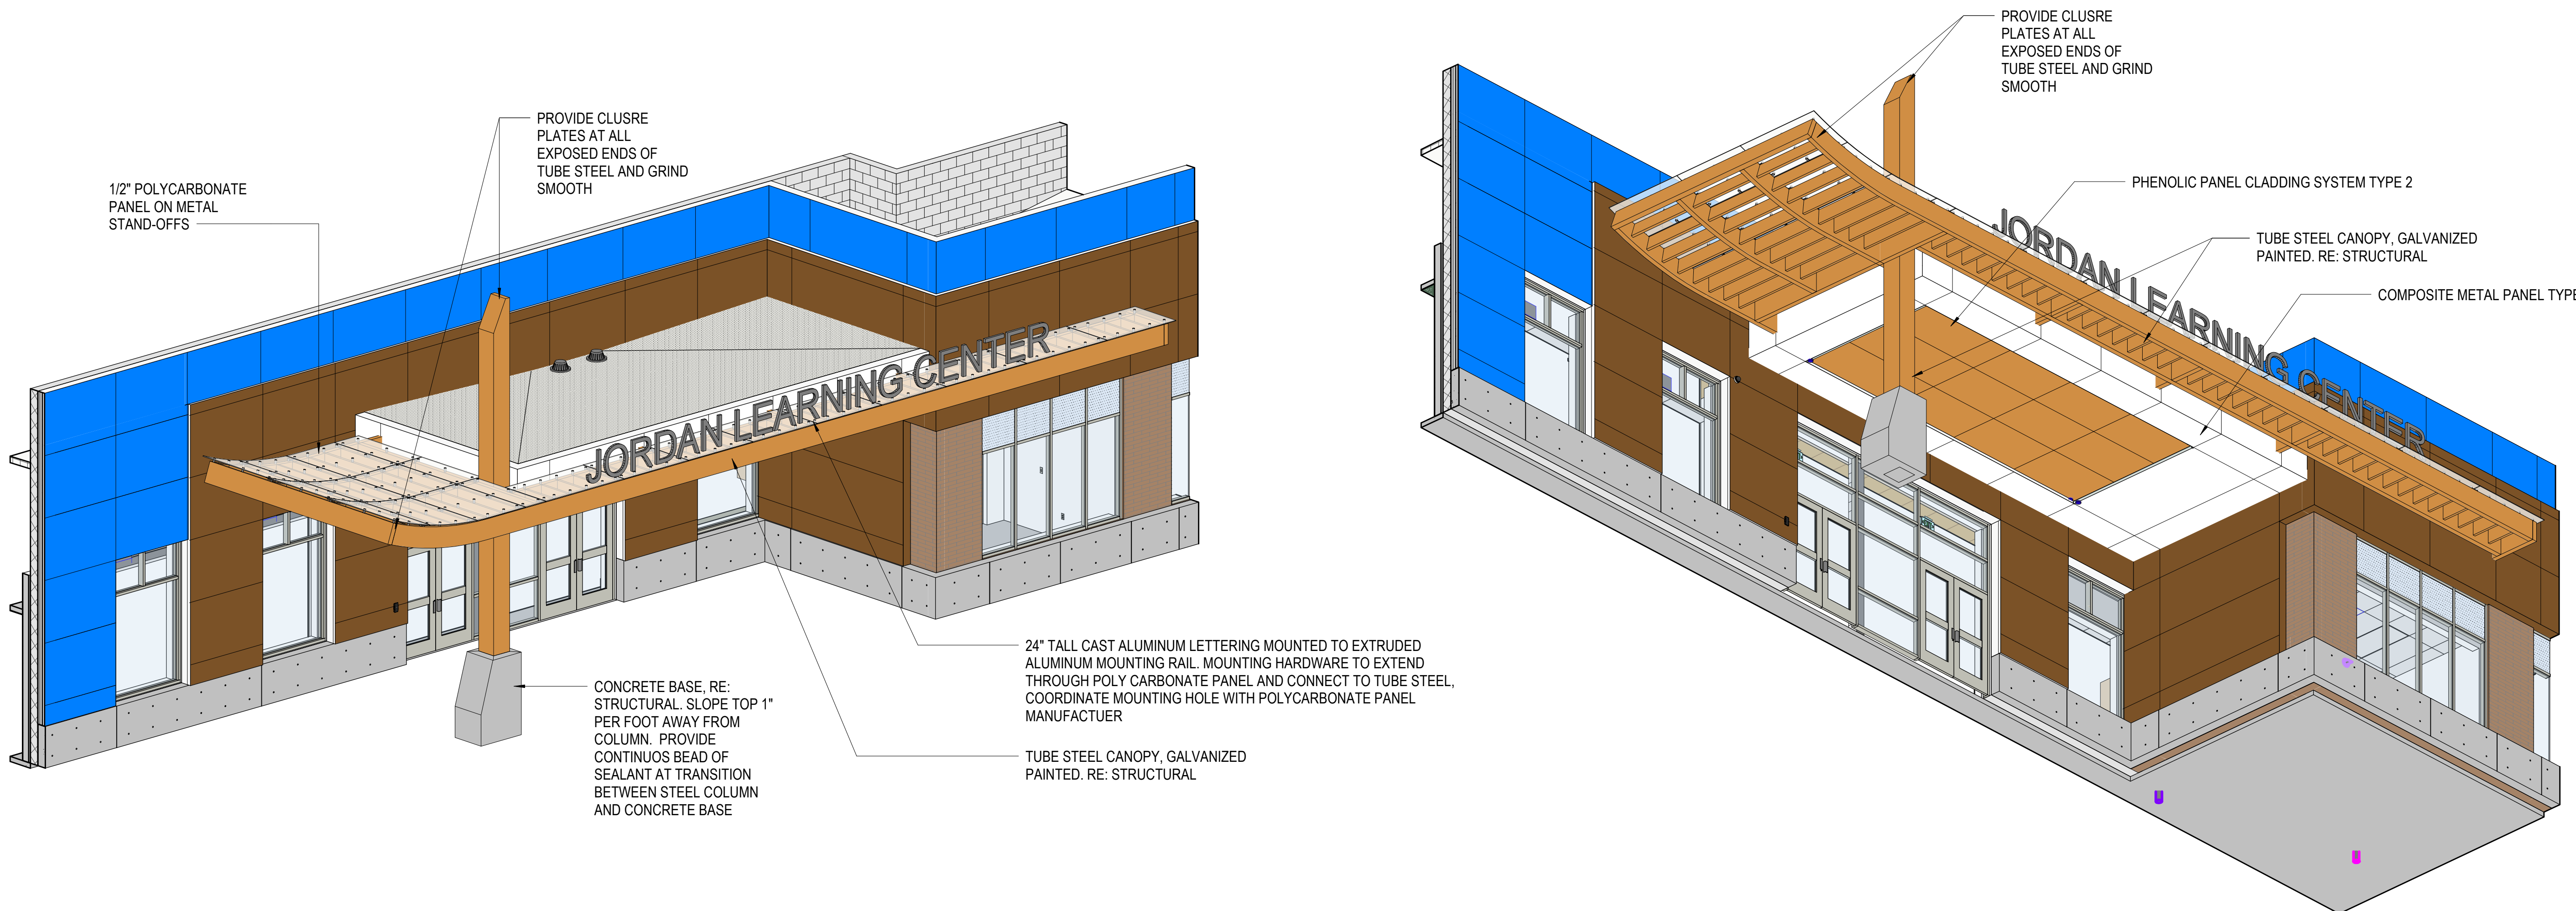 PROVIDE CLUSRE
PLATES AT ALL
EXPOSED ENDS OF
TUBE STEEL AND GRIND
SMOOTH
1/2" POLYCARBONATE
PANEL ON METAL
STAND-OFFS
JORDAN LEARNING CENTER
24" TALL CAST ALUMINUM LETTERING MOUNTED TO EXTRUDED
ALUMINUM MOUNTING RAIL. MOUNTING HARDWARE TO EXTEND
THROUGH POLY CARBONATE PANEL AND CONNECT TO TUBE STEEL,
COORDINATE MOUNTING HOLE WITH POLYCARBONATE PANEL
MANUFACTUER
CONCRETE BASE, RE:
STRUCTURAL. SLOPE TOP 1"
PER FOOT AWAY FROM
COLUMN. PROVIDE
CONTINUOS BEAD OF
SEALANT AT TRANSITION
BETWEEN STEEL COLUMN
AND CONCRETE BASE
TUBE STEEL CANOPY, GALVANIZED
PAINTED. RE: STRUCTURAL
PROVIDE CLUSRE
PLATES AT ALL
EXPOSED ENDS OF
TUBE STEEL AND GRIND
SMOOTH
PHENOLIC PANEL CLADDING SYSTEM TYPE 2
TUBE STEEL CANOPY, GALVANIZED
PAINTED. RE: STRUCTURAL
COMPOSITE METAL PANEL TYPE
JORDAN LEARNING CENTER